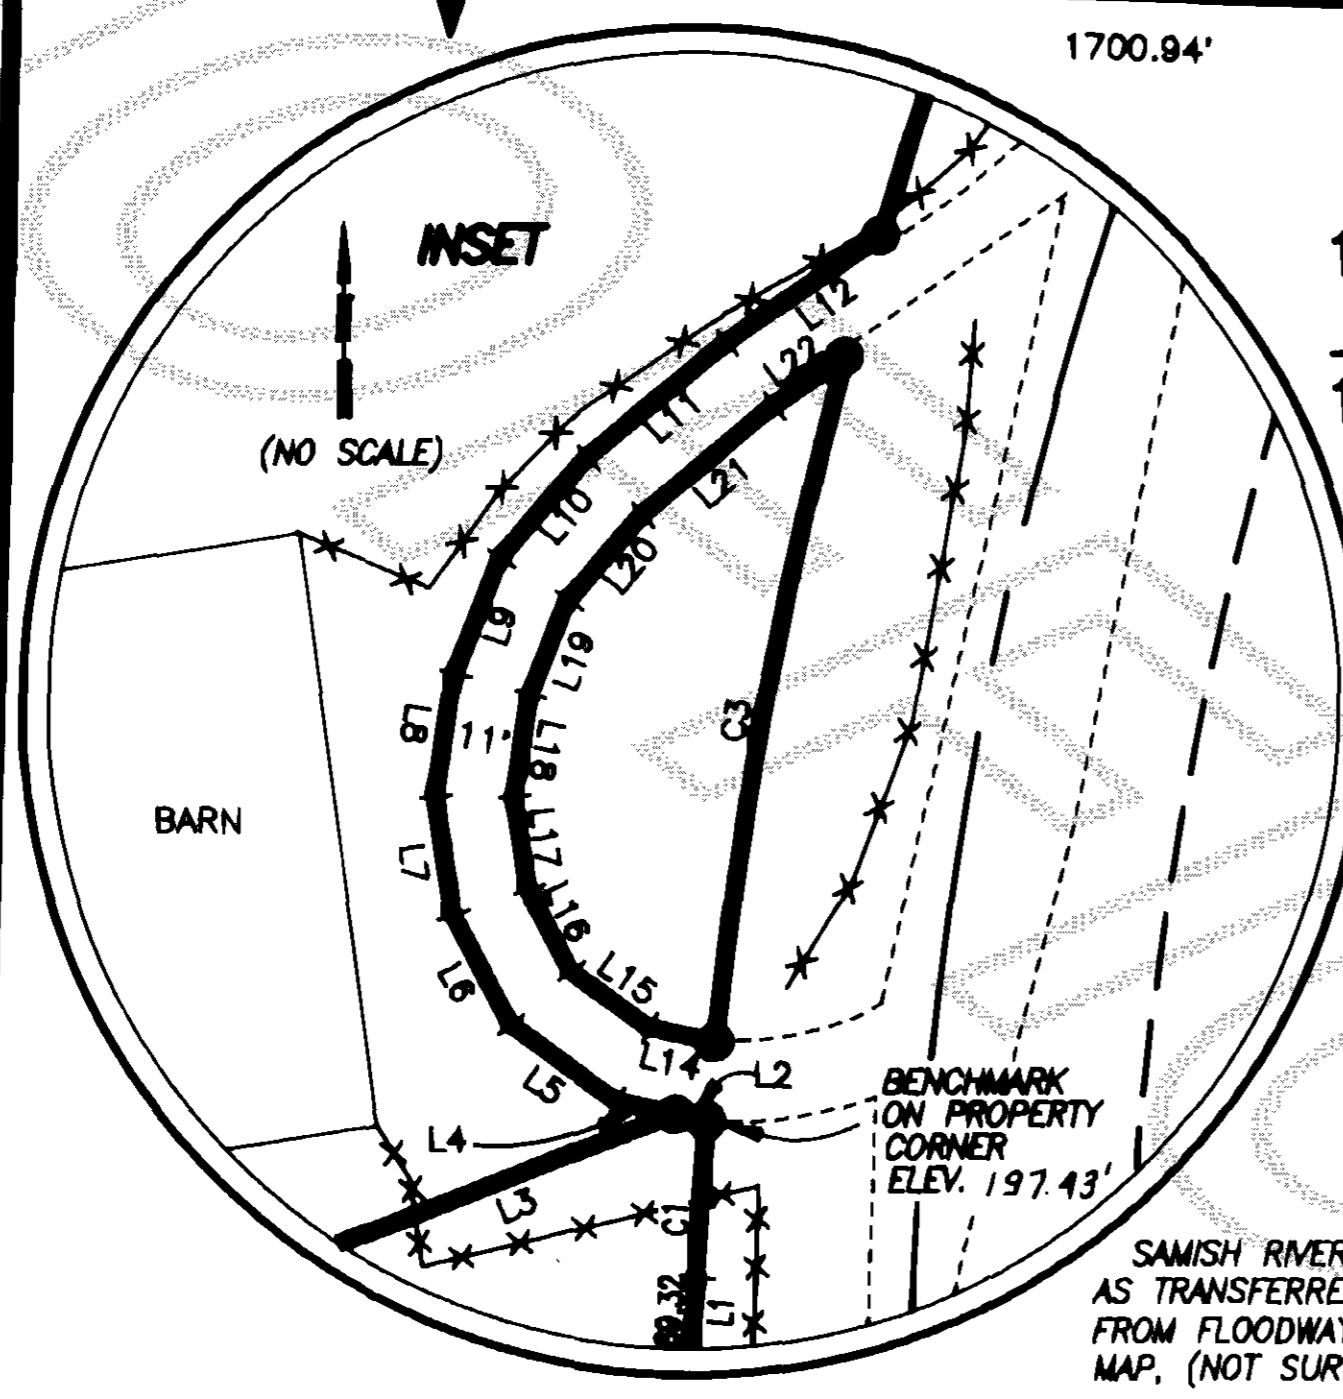 1700.94'
INSET
(NO SCALE)
L12
L22
L11
L21
L10
L20
L9
L19
L8
11'
L18
C3
BARN
L7
L17
L16
L6
L15
L14
L5
L2
BENCHMARK
ON PROPERTY
CORNER
ELEV. 197.43'
L4
L3
C1
L1
SAMISH RIVER
AS TRANSFERRE
FROM FLOODWAY
MAP, (NOT SUR